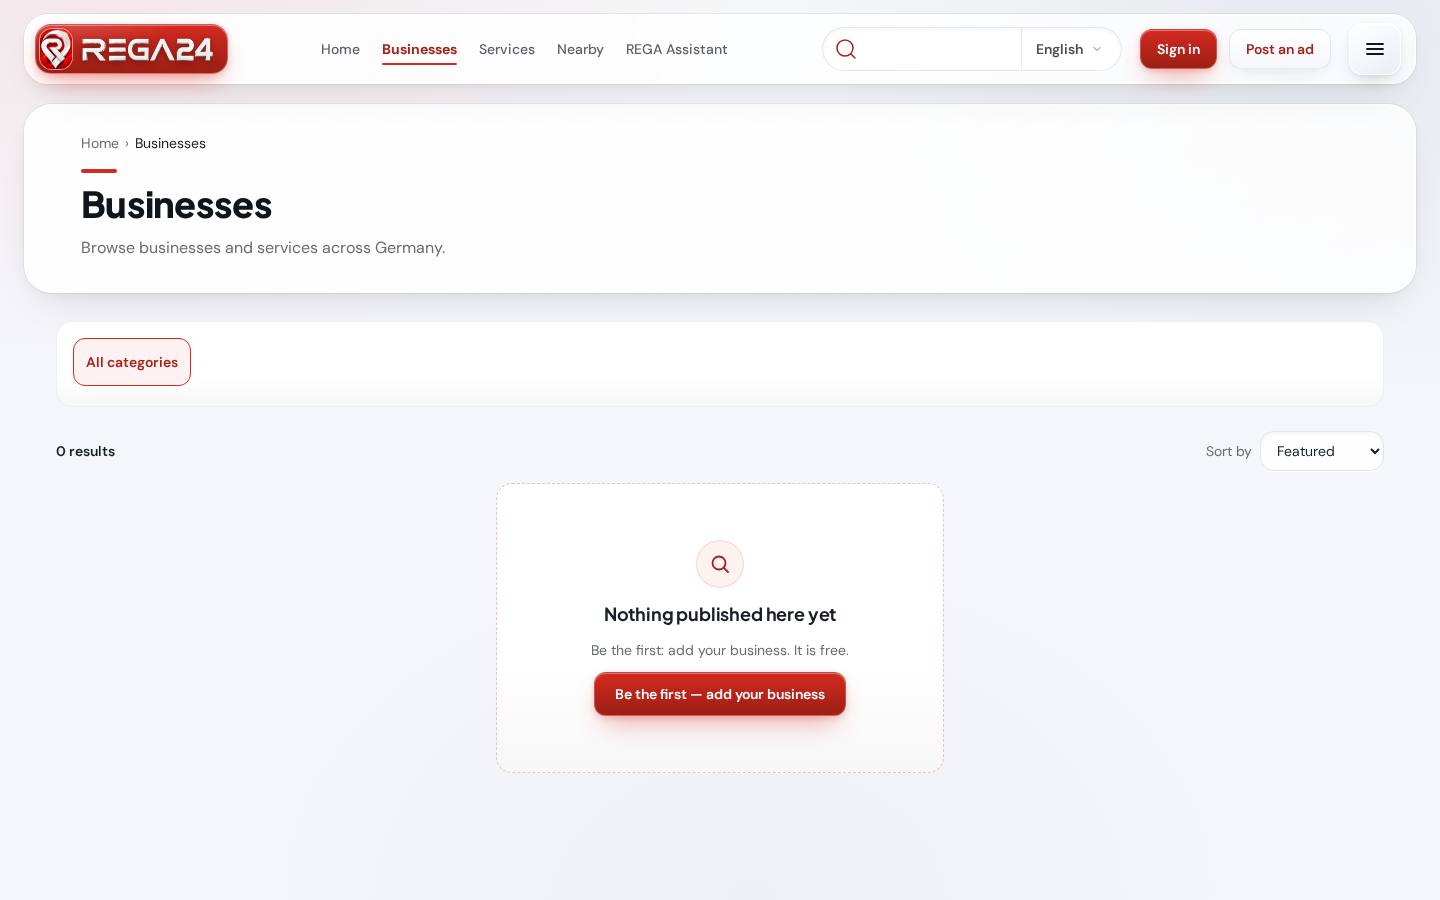 REGA24
Home Businesses Services Nearby REGA Assistant English Sign in Post an ad
Home › Businesses
Businesses
Browse businesses and services across Germany.
All categories
0 results Sort by Featured
Nothing published here yet
Be the first: add your business. It is free.
Be the first — add your business